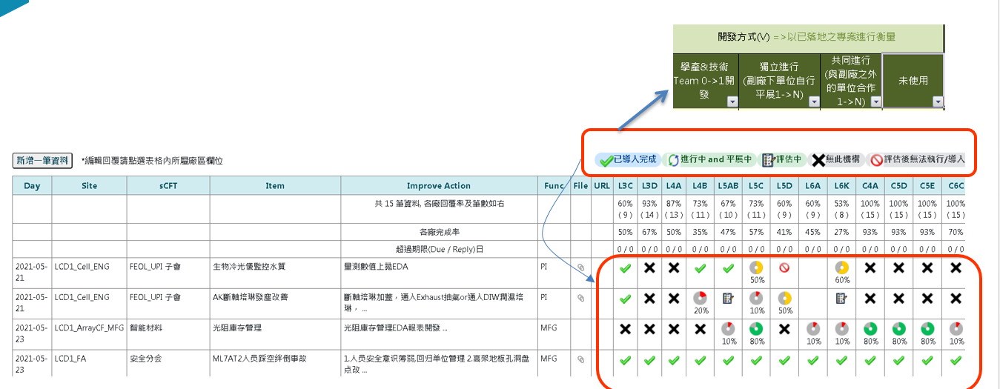 開發方式(V) =>以已落地之專案進行衡量
學產&技術
Team 0->1開
發
獨立進行
(副廠下單位自行
平展1->N)
共同進行
(與副廠之外
的單位合作
1->N)
未使用
新增一筆資料 *編輯回覆請點選表格內所屬廠區欄位
已導入完成 進行中 and 平展中 評估中 無此機構 評估後無法執行/導入
Day Site sCFT Item Improve Action Func File URL L3C L3D L4A L4B L5AB L5C L5D L6A L6K C4A C5D C5E C6C
共 15 筆資料, 各廠回覆率及筆數如右 60% 93% 87% 73% 67% 73% 60% 60% 53% 100% 100% 100% 100%
(9) (14) (13) (11) (10) (11) (9) (9) (8) (15) (15) (15) (15)
各廠完成率 50% 67% 50% 35% 47% 57% 41% 45% 27% 93% 93% 93% 70%
超過期限(Due / Reply)日 0/0 0/0 0/0 0/0 0/0 0/0 0/0 0/0 0/0 0/0 0/0 0/0 0/0
2021-05-21 LCD1_Cell_ENG FEOL_UPI 子會 生物冷光儀監控水質 量測數值上拋EDA PI
50% 60%
2021-05-21 LCD1_Cell_ENG FEOL_UPI 子會 AK斷軸培琳發塵改善 斷軸培琳加蓋，通入Exhaust抽氣or通入DIW潤濕培琳， ... PI
20% 10% 50%
2021-05-23 LCD1_ArrayCF_MFG 智能材料 光阻庫存管理 光阻庫存管理EDA報表開發 ... MFG
10% 80% 10% 10% 80% 80% 80% 10%
2021-05-23 LCD1_FA 安全分会 ML7AT2人员踩空绊倒事故 1.人员安全意识薄弱,回归单位管理 2.高架地板孔洞盘点改 ... MFG